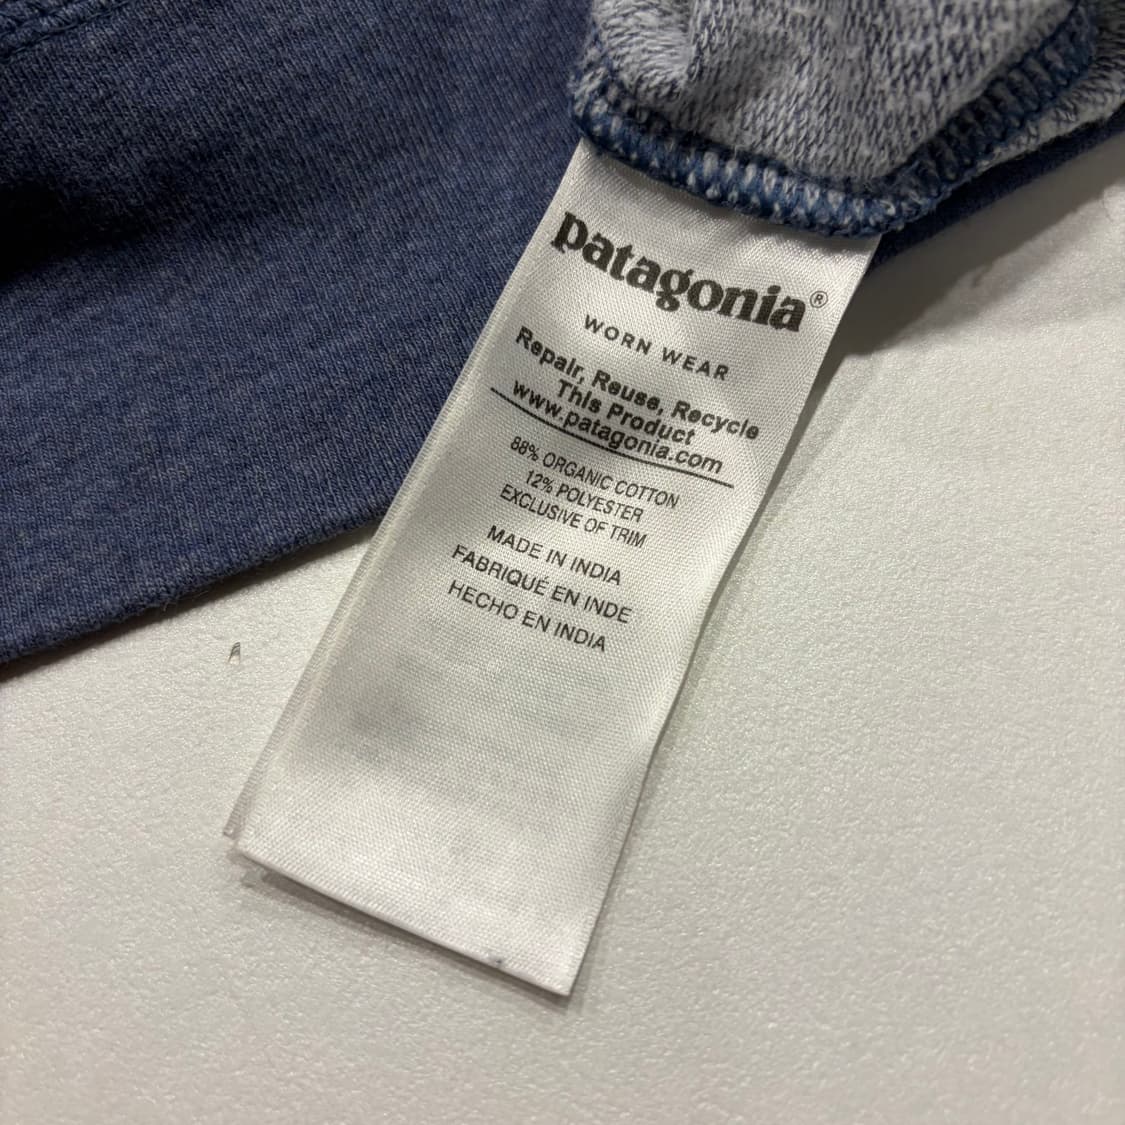 patagonia®
WORN WEAR
Repair, Reuse, Recycle
This Product
www.patagonia.com
88% ORGANIC COTTON
12% POLYESTER
EXCLUSIVE OF TRIM
MADE IN INDIA
FABRIQUÉ EN INDE
HECHO EN INDIA